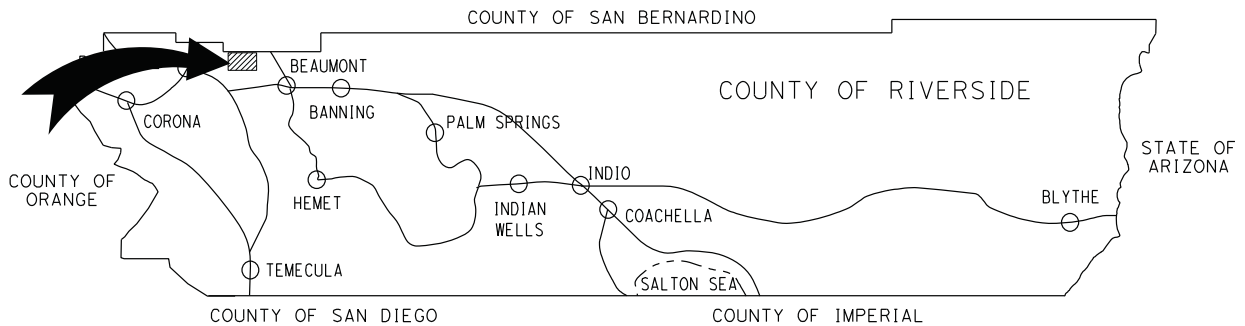 COUNTY OF SAN BERNARDINO
BEAUMONT
COUNTY OF RIVERSIDE
BANNING
CORONA
PALM SPRINGS
STATE OF
ARIZONA
COUNTY OF
ORANGE
INDIO
HEMET
INDIAN
WELLS
COACHELLA
BLYTHE
TEMECULA
SALTON SEA
COUNTY OF SAN DIEGO
COUNTY OF IMPERIAL